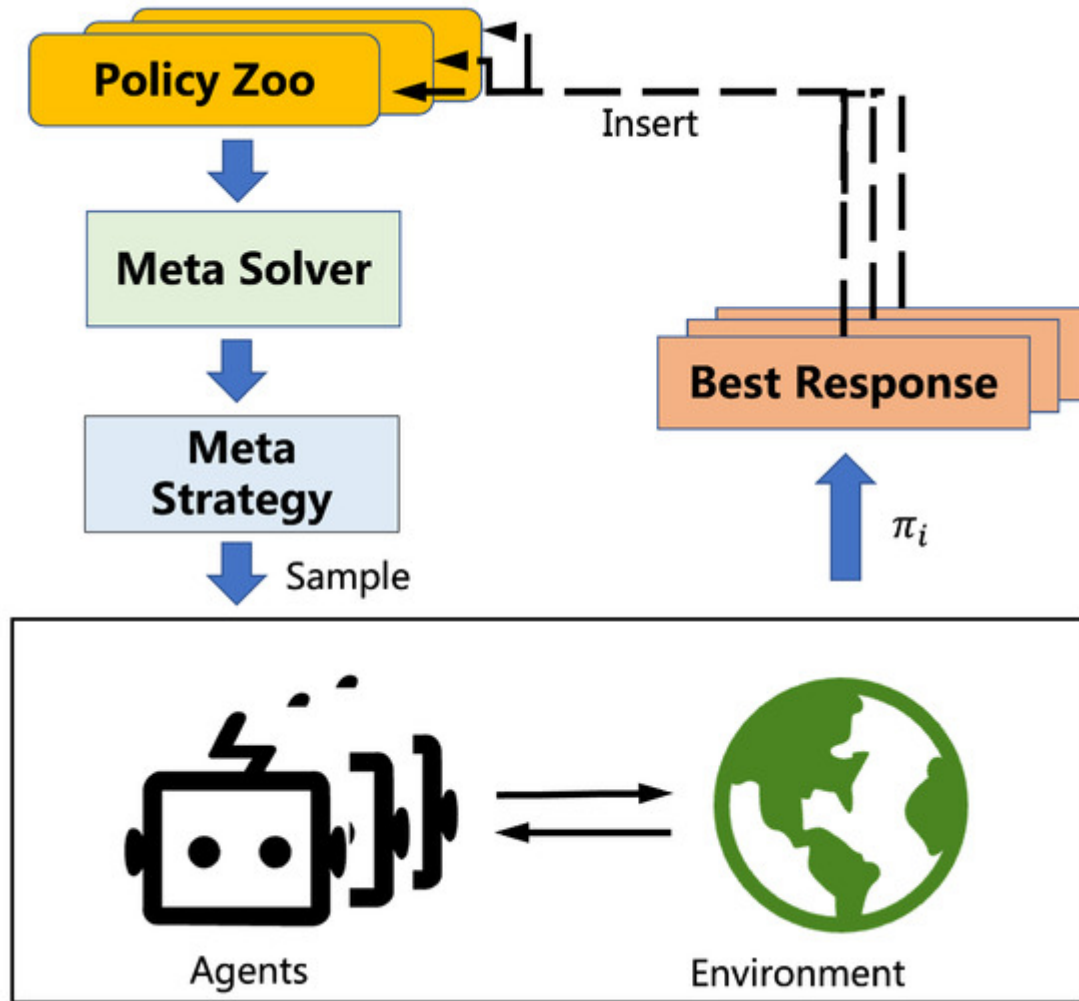 Policy Zoo
Insert
Meta Solver
Best Response
Meta
Strategy
π_i
Sample
Agents
Environment